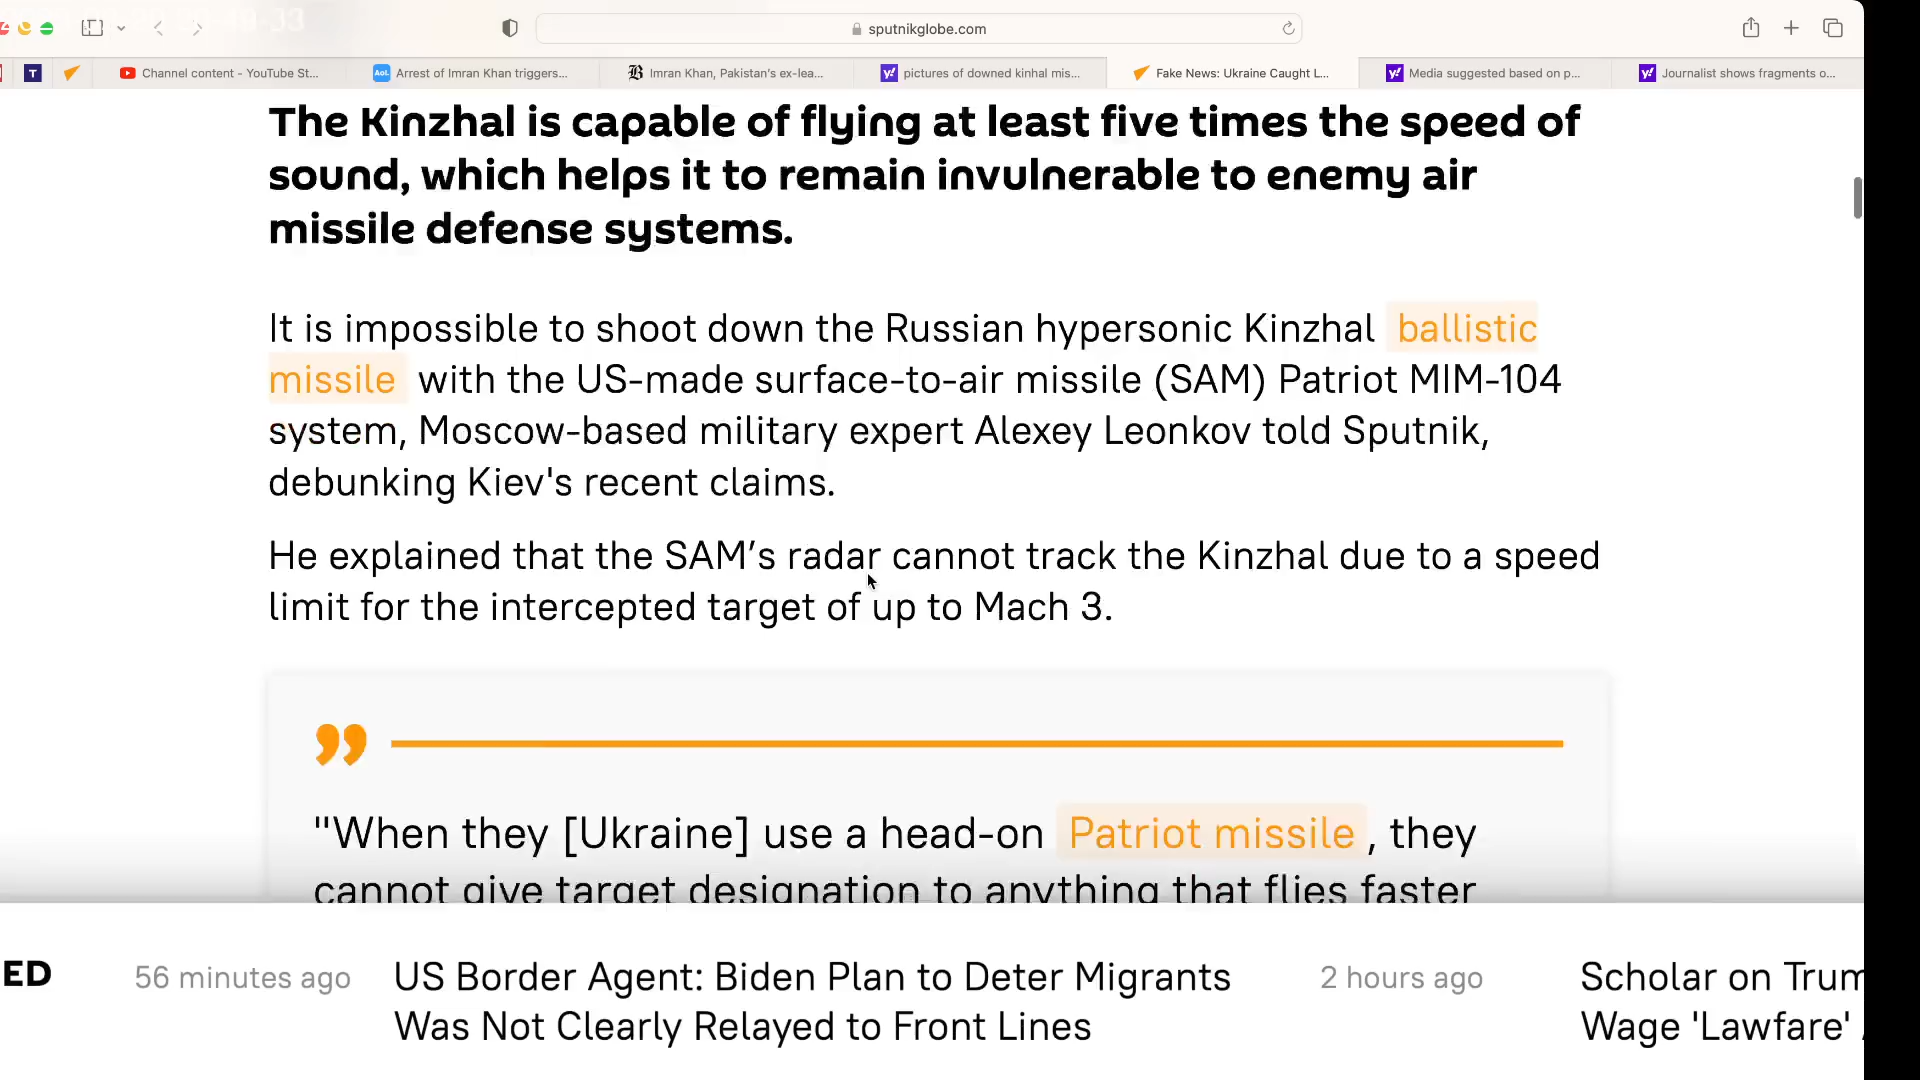 sputnikglobe.com
T
Channel content - YouTube St...
Aol.
Arrest of Imran Khan triggers...
B
Imran Khan, Pakistan's ex-lea...
y!
pictures of downed kinhal mis...
Fake News: Ukraine Caught L...
y!
Media suggested based on p...
y!
Journalist shows fragments o...
The Kinzhal is capable of flying at least five times the speed of
sound, which helps it to remain invulnerable to enemy air
missile defense systems.
It is impossible to shoot down the Russian hypersonic Kinzhal ballistic
missile with the US-made surface-to-air missile (SAM) Patriot MIM-104
system, Moscow-based military expert Alexey Leonkov told Sputnik,
debunking Kiev's recent claims.
He explained that the SAM’s radar cannot track the Kinzhal due to a speed
limit for the intercepted target of up to Mach 3.
"When they [Ukraine] use a head-on Patriot missile , they
cannot give target designation to anything that flies faster
ED
56 minutes ago
US Border Agent: Biden Plan to Deter Migrants
Was Not Clearly Relayed to Front Lines
2 hours ago
Scholar on Trum
Wage 'Lawfare'